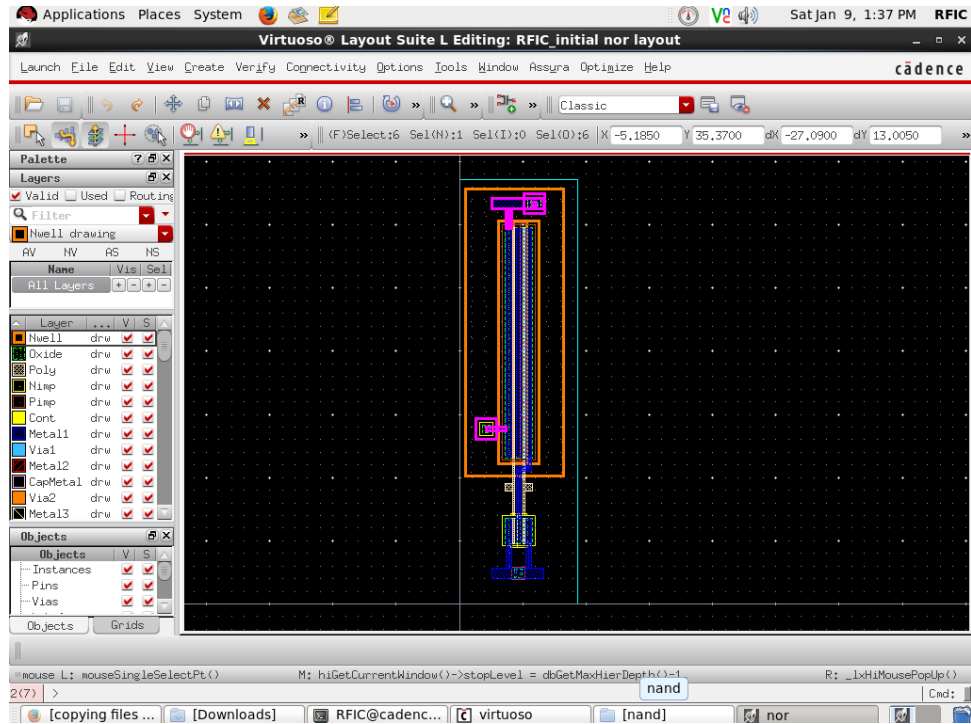 Applications Places System Sat Jan 9, 1:37 PM RFIC
Virtuoso® Layout Suite L Editing: RFIC_initial nor layout
Launch File Edit View Create Verify Connectivity Options Tools Window Assura Optimize Help cādence
» » » Classic
» (F)Select:6 Sel(N):1 Sel(I):0 Sel(O):6 X -5.1850 Y 35.3700 dX -27.0900 dY 13.0050 »
Palette
Layers
Valid Used Routing
Filter
Nwell drawing
AV NV AS NS
Name Vis Sel
All Layers + - + -
Layer ... V S
Nwell drw
Oxide drw
Poly drw
Nimp drw
Pimp drw
Cont drw
Metal1 drw
Via1 drw
Metal2 drw
CapMetal drw
Via2 drw
Metal3 drw
Objects
Objects V S
Instances
Pins
Vias
Objects Grids
mouse L: mouseSingleSelectPt() M: hiGetCurrentWindow()->stopLevel = dbGetMaxHierDepth()-1 R: _lxHiMousePopUp()
2(7) > Cmd:
nand
[copying files ... [Downloads] RFIC@cadenc... virtuoso [nand] nor